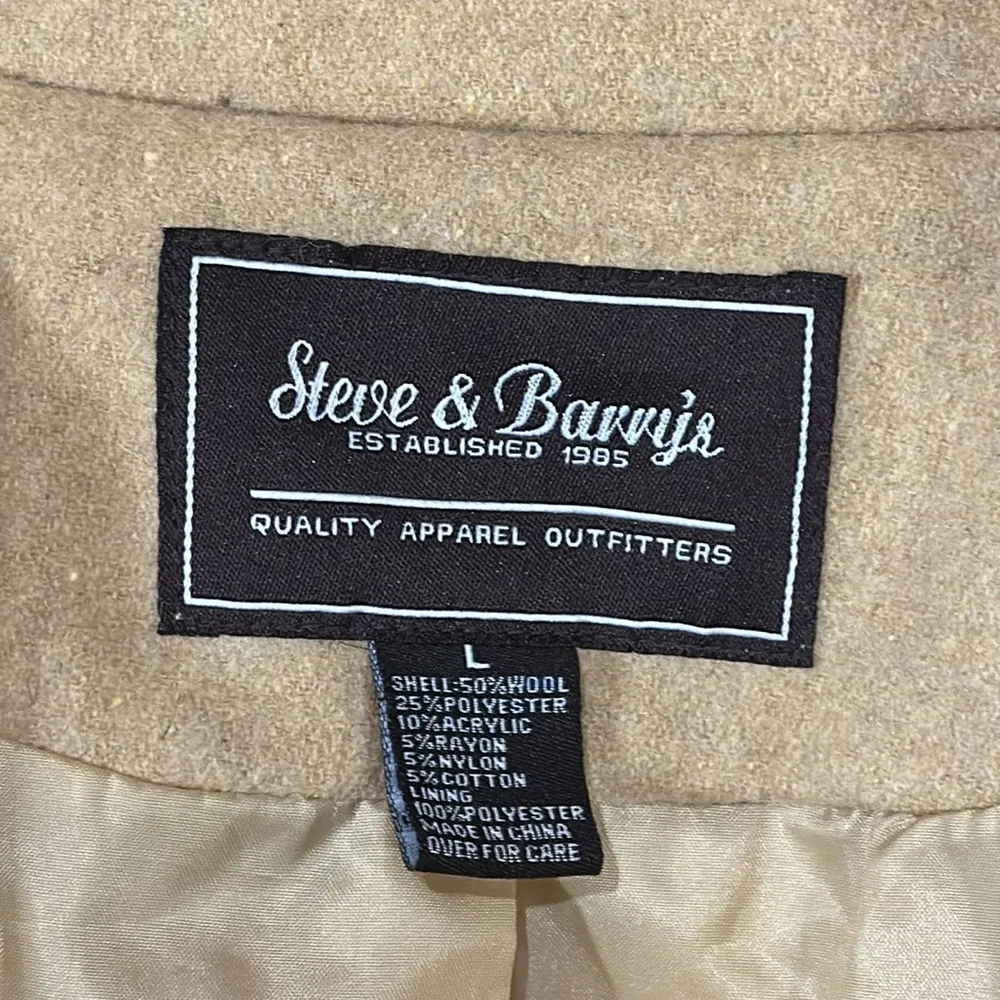 Steve & Barry's
ESTABLISHED 1985
QUALITY APPAREL OUTFITTERS
L
SHELL:50%WOOL
25%POLYESTER
10%ACRYLIC
5%RAYON
5%NYLON
5%COTTON
LINING
100%POLYESTER
MADE IN CHINA
OVER FOR CARE